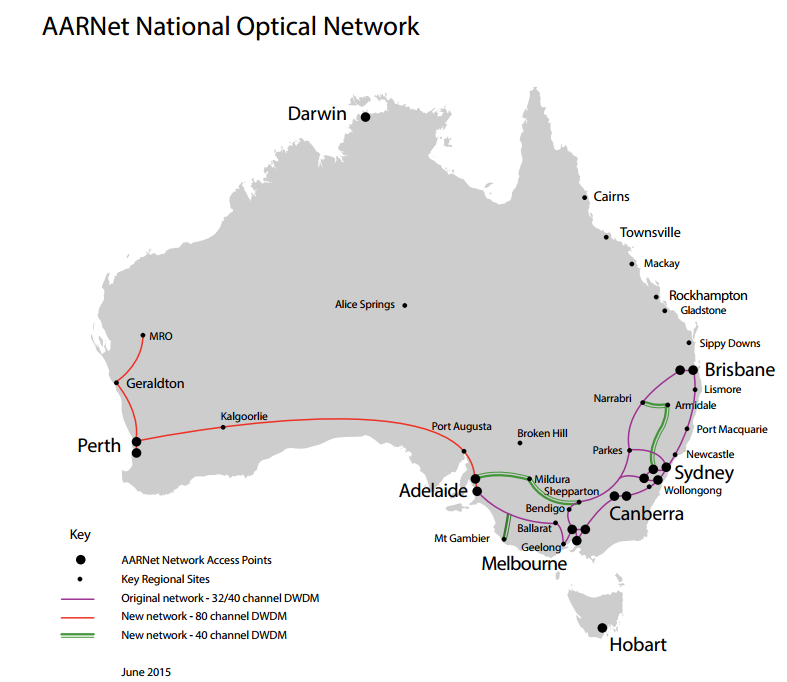 AARNet National Optical Network
Darwin
Cairns
Townsville
Mackay
Rockhampton
Gladstone
Alice Springs
MRO
Sippy Downs
Brisbane
Geraldton
Lismore
Narrabri
Armidale
Kalgoorlie
Port Augusta
Broken Hill
Port Macquarie
Perth
Parkes
Newcastle
Sydney
Mildura
Adelaide
Shepparton
Wollongong
Bendigo
Canberra
Ballarat
Mt Gambier
Geelong
Melbourne
Key
AARNet Network Access Points
Key Regional Sites
Original network - 32/40 channel DWDM
New network - 80 channel DWDM
New network - 40 channel DWDM
Hobart
June 2015